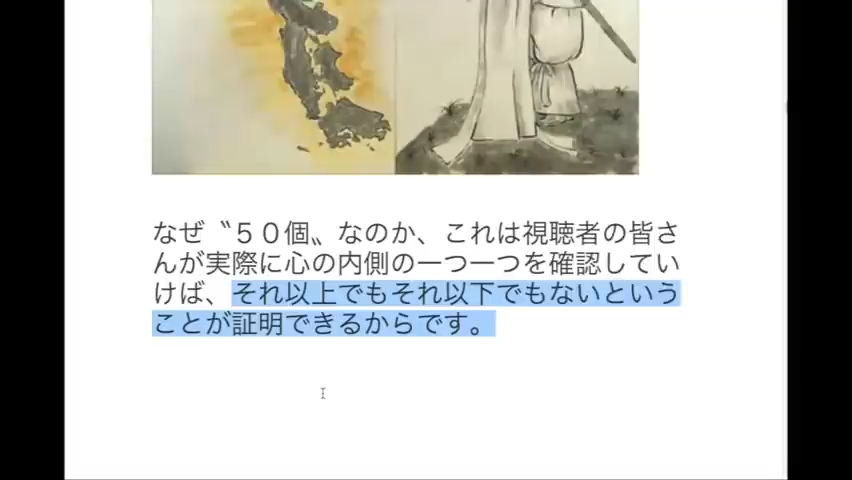 なぜ〝５０個〟なのか、これは視聴者の皆さ
んが実際に心の内側の一つ一つを確認してい
けば、それ以上でもそれ以下でもないという
ことが証明できるからです。